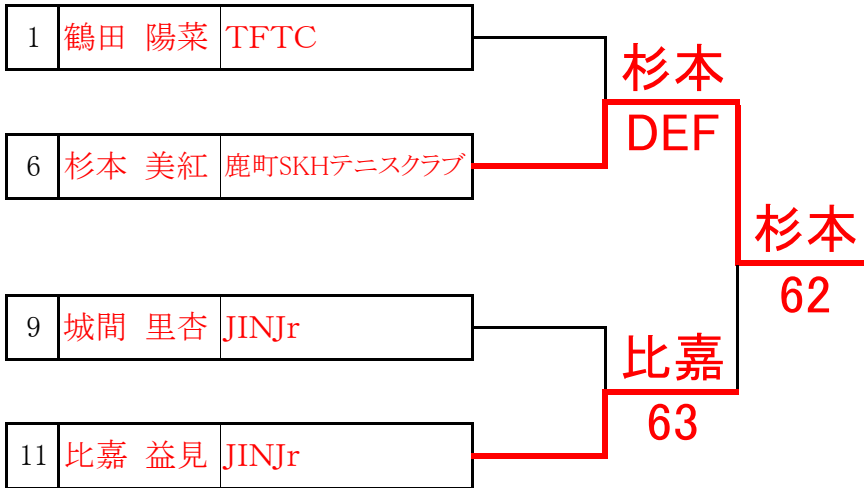 1 鶴田 陽菜 TFTC
杉本
DEF
6 杉本 美紅 鹿町SKHテニスクラブ
杉本
62
9 城間 里杏 JINJr
比嘉
63
11 比嘉 益見 JINJr